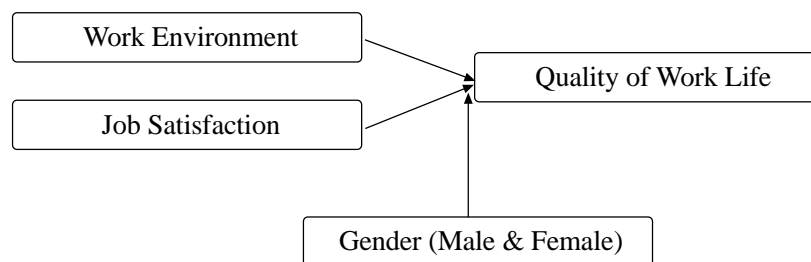 Work Environment
Quality of Work Life
Job Satisfaction
Gender (Male & Female)